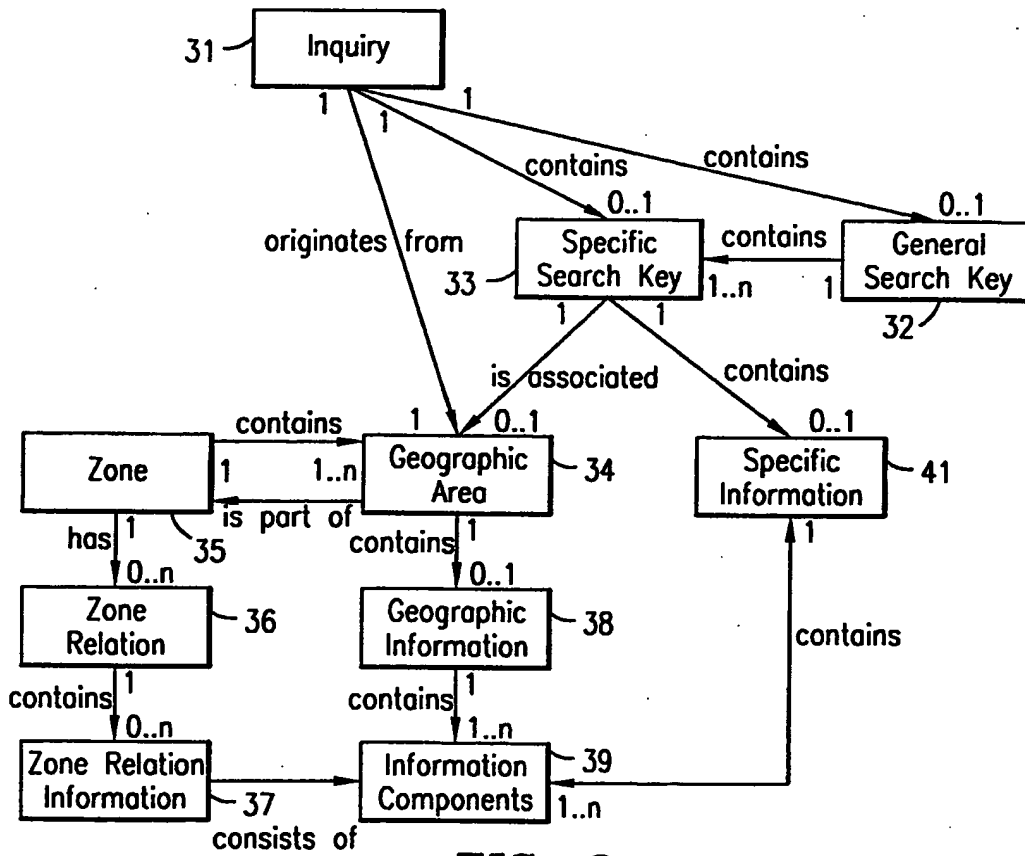 Inquiry
31
1
1
1
contains
contains
0..1
0..1
originates from
Specific
Search Key
33
contains
1..n
1
General
Search Key
32
1
1
is associated
contains
1
0..1
0..1
contains
Zone
1
1..n
Geographic
Area
34
Specific
Information
41
is part of
35
1
has
0..n
1
contains
0..1
1
Zone
Relation
36
Geographic
Information
38
contains
1
contains
0..n
1
contains
1..n
Zone Relation
Information
37
consists of
Information
Components
39
1..n